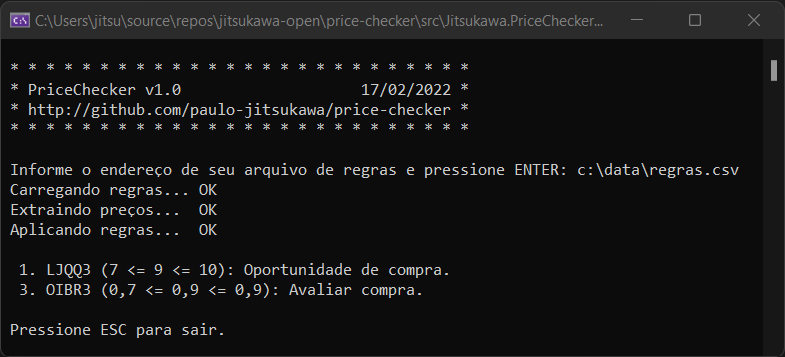 C:\Users\jitsu\source\repos\jitsukawa-open\price-checker\src\Jitsukawa.PriceChecker...
* * * * * * * * * * * * * * * * * * * * * * * * * *
* PriceChecker v1.0                    17/02/2022 *
* http://github.com/paulo-jitsukawa/price-checker *
* * * * * * * * * * * * * * * * * * * * * * * * * *
Informe o endereço de seu arquivo de regras e pressione ENTER: c:\data\regras.csv
Carregando regras... OK
Extraindo preços...  OK
Aplicando regras...  OK
1. LJQQ3 (7 <= 9 <= 10): Oportunidade de compra.
3. OIBR3 (0,7 <= 0,9 <= 0,9): Avaliar compra.
Pressione ESC para sair.